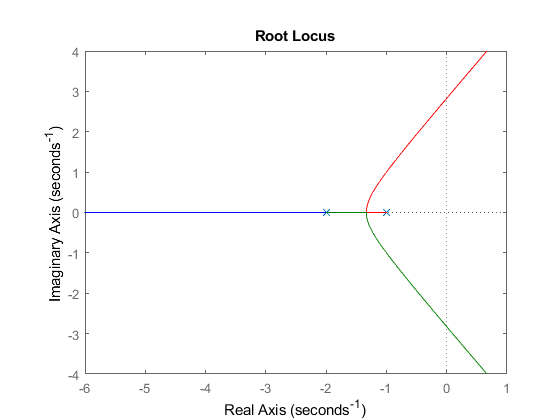 Root Locus
Imaginary Axis (seconds⁻¹)
4
3
2
1
0
-1
-2
-3
-4
-6 -5 -4 -3 -2 -1 0 1
Real Axis (seconds⁻¹)